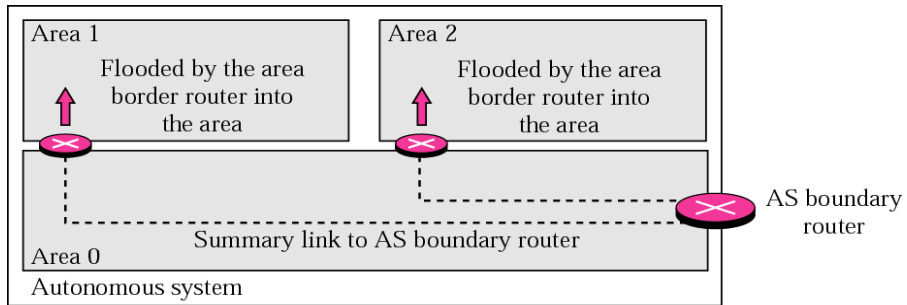 Area 1
Flooded by the area
border router into
the area
Area 2
Flooded by the area
border router into
the area
AS boundary
router
Summary link to AS boundary router
Area 0
Autonomous system